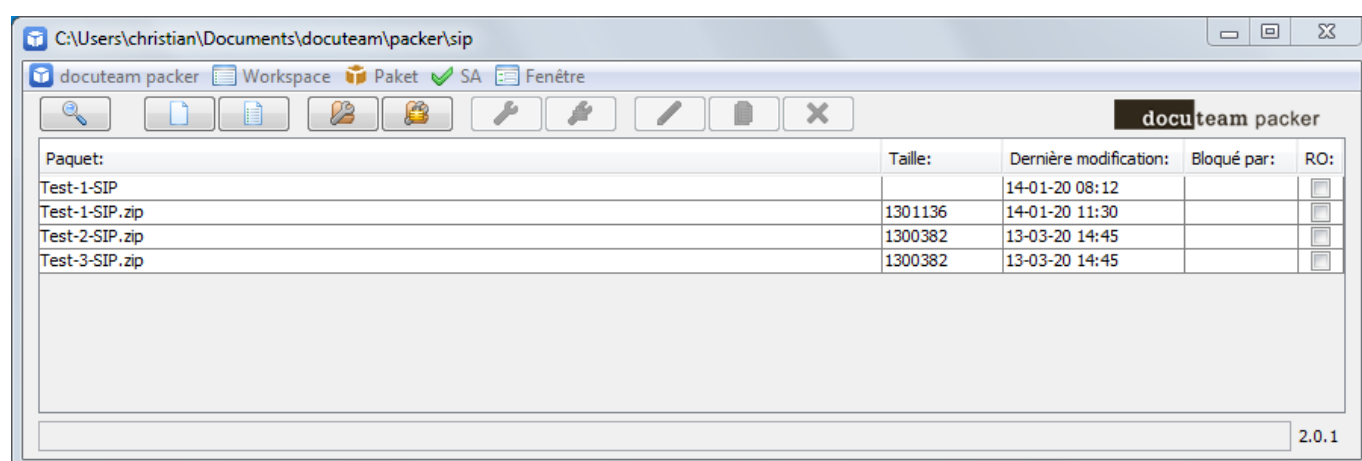 C:\Users\christian\Documents\docuteam\packer\sip
docuteam packer Workspace Paket SA Fenêtre
docuteam packer
Paquet: Taille: Dernière modification: Bloqué par: RO:
Test-1-SIP 14-01-20 08:12
Test-1-SIP.zip 1301136 14-01-20 11:30
Test-2-SIP.zip 1300382 13-03-20 14:45
Test-3-SIP.zip 1300382 13-03-20 14:45
2.0.1